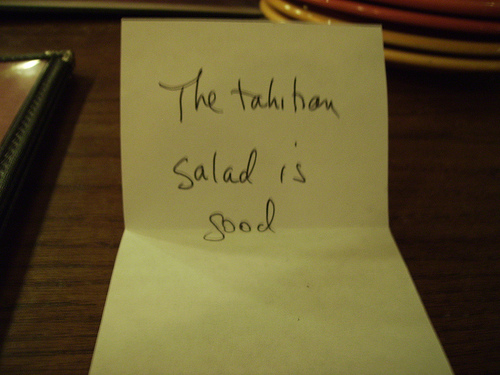 The tahitian
salad is
good